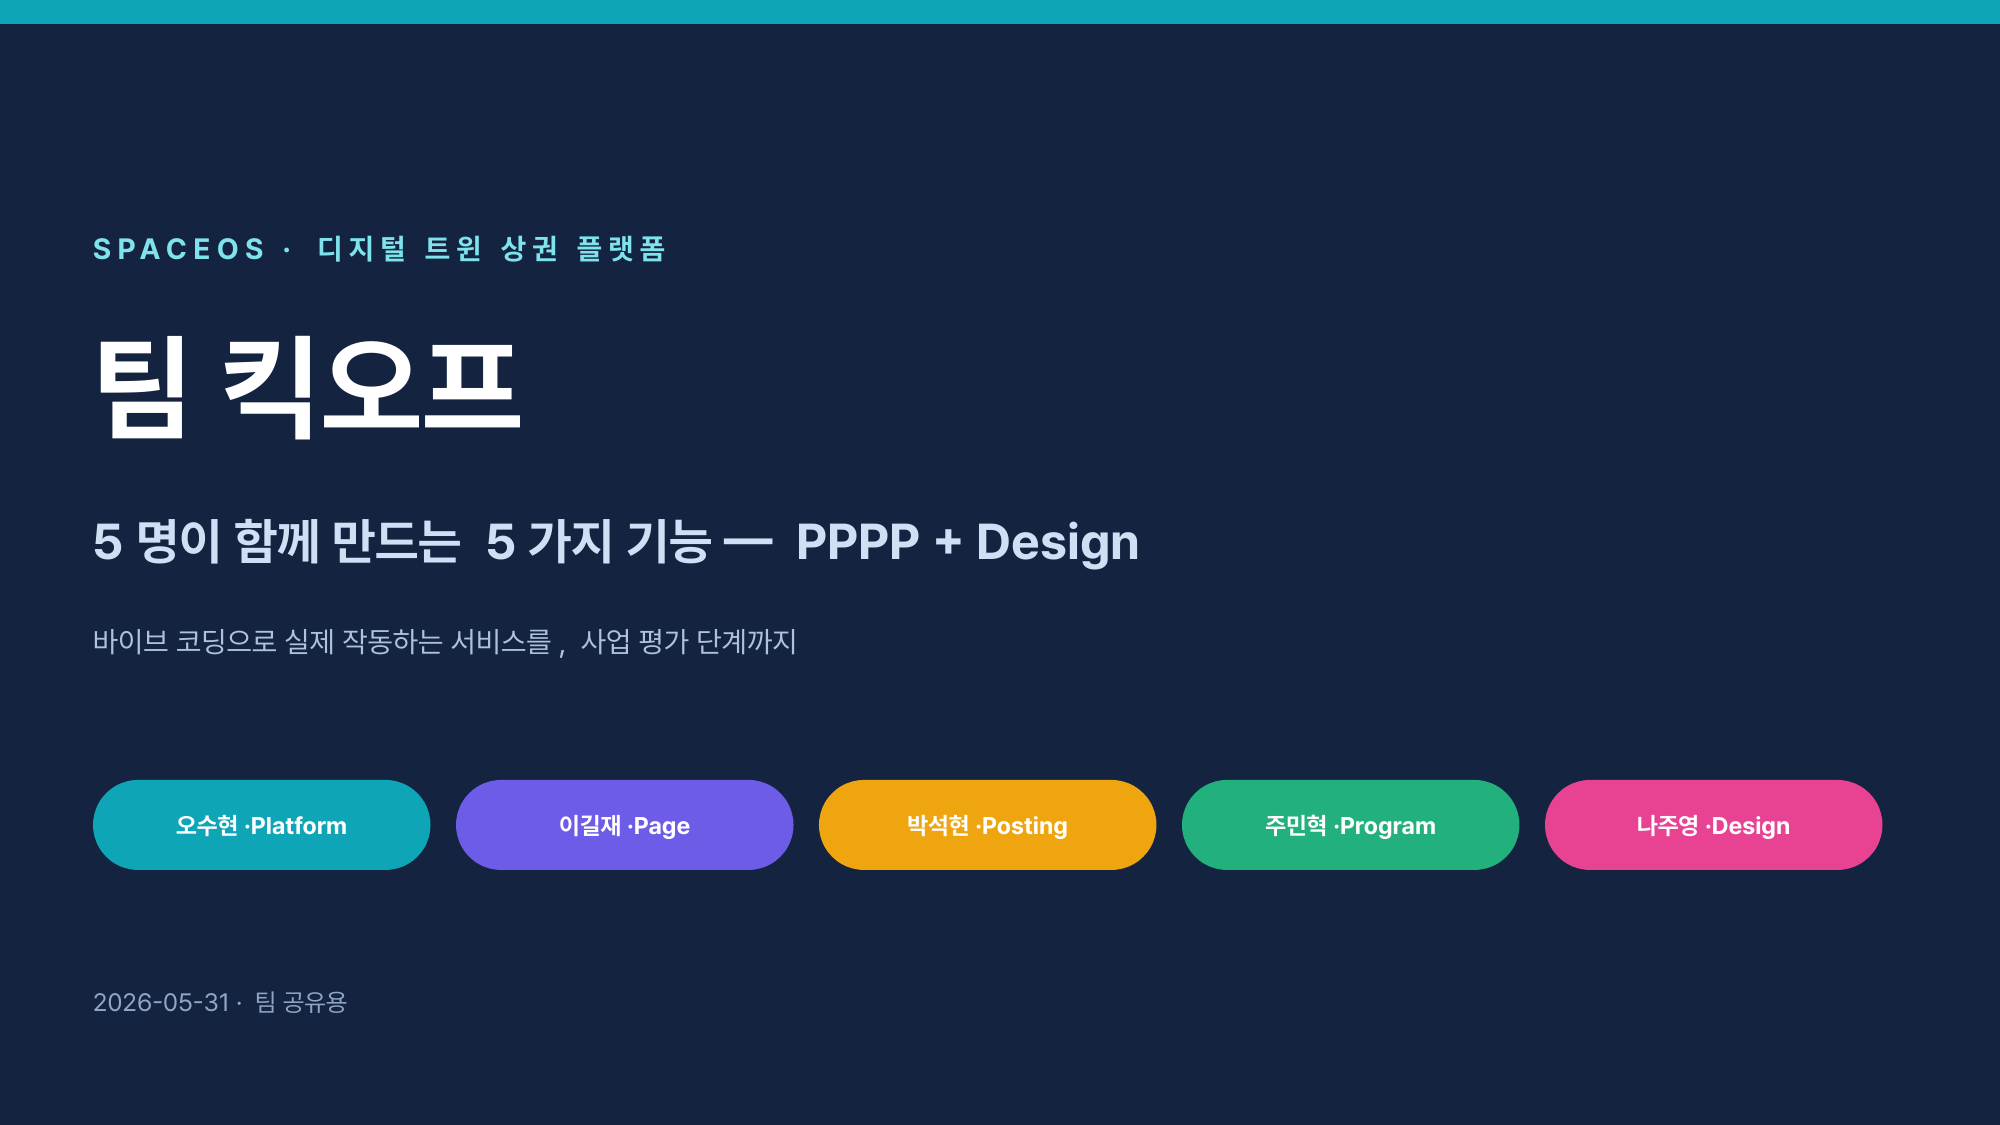 SPACEOS · 디지털 트윈 상권 플랫폼
팀 킥오프
5 명이 함께 만드는 5 가지 기능 — PPPP + Design
바이브 코딩으로 실제 작동하는 서비스를 , 사업 평가 단계까지
오수현 ·Platform
이길재 ·Page
박석현 ·Posting
주민혁 ·Program
나주영 ·Design
2026-05-31 · 팀 공유용